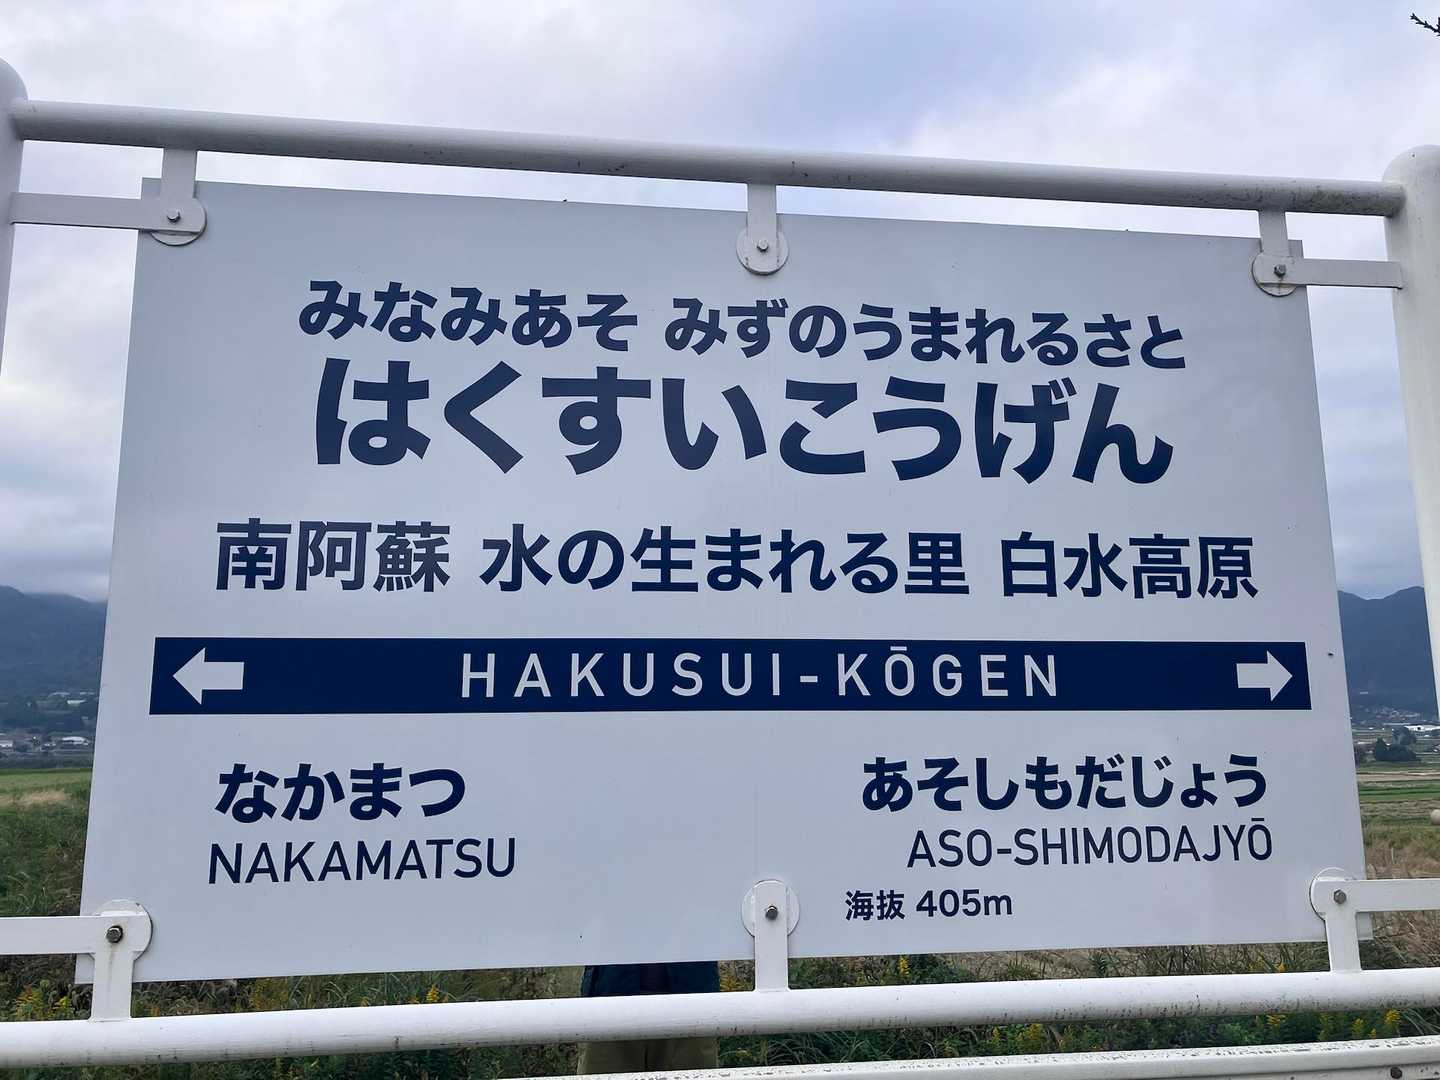 みなみあそ みずのうまれるさと
はくすいこうげん
南阿蘇 水の生まれる里 白水高原
HAKUSUI-KŌGEN
なかまつ
NAKAMATSU
あそしもだじょう
ASO-SHIMODAJYŌ
海抜 405m